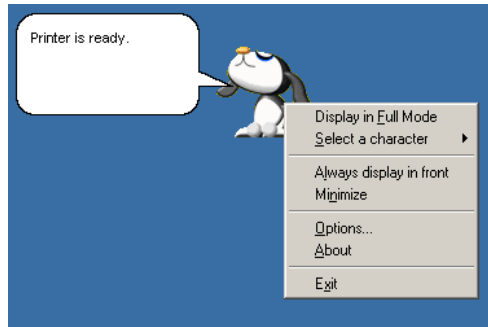 Printer is ready.
Display in Full Mode
Select a character
Always display in front
Minimize
Options...
About
Exit